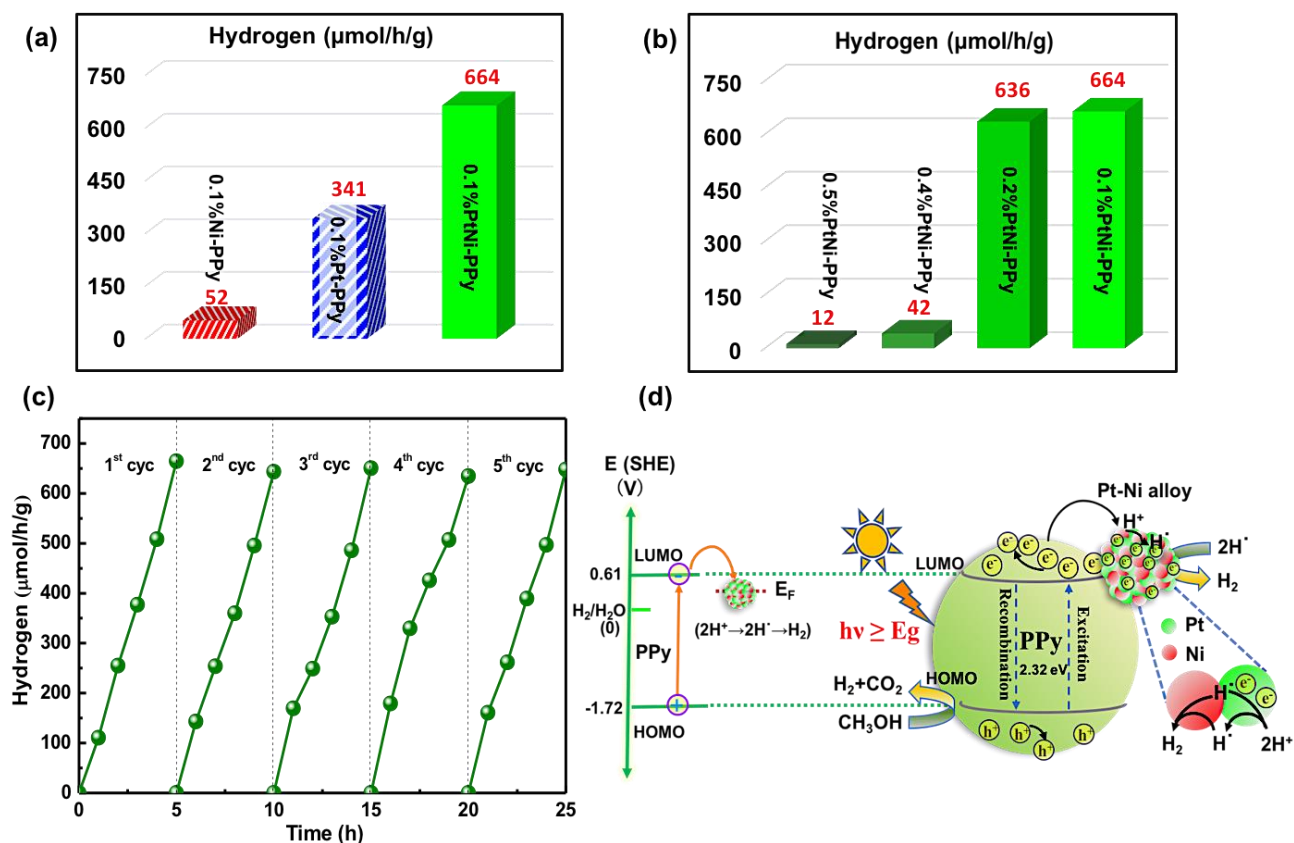 (a)
Hydrogen (µmol/h/g)
750
600
450
300
150
0
0.1%Ni-PPy
52
341
0.1%Pt-PPy
664
0.1%PtNi-PPy
(b)
Hydrogen (µmol/h/g)
750
600
450
300
150
0
0.5%PtNi-PPy
12
0.4%PtNi-PPy
42
636
0.2%PtNi-PPy
664
0.1%PtNi-PPy
(c)
Hydrogen (µmol/h/g)
700
600
500
400
300
200
100
0
1st cyc
2nd cyc
3rd cyc
4th cyc
5th cyc
0
5
10
15
20
25
Time (h)
(d)
E (SHE)
(V)
LUMO
0.61
H2/H2O
(0)
PPy
-1.72
HOMO
EF
(2H+→2H·→H2)
hν ≥ Eg
LUMO
HOMO
H2+CO2
CH3OH
Recombination
PPy
2.32 eV
Excitation
e-
e-
e-
e-
e-
e-
h+
h+
h+
h+
Pt-Ni alloy
H+
H·
2H·
H2
Pt
Ni
H·
e-
e-
H2
H·
2H+